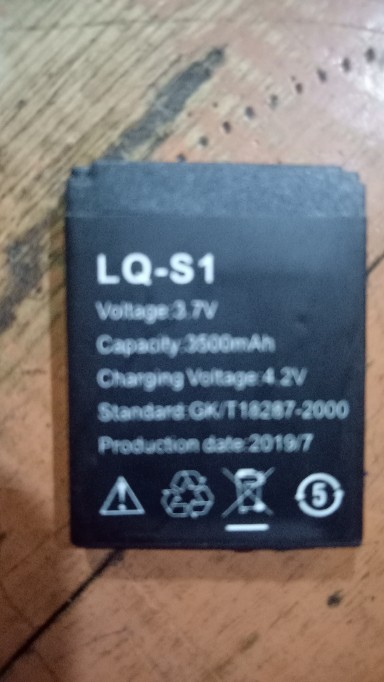 LQ-S1
Voltage:3.7V
Capacity:3500mAh
Charging Voltage:4.2V
Standard:GK/T18287-2000
Production date:2019/7
5